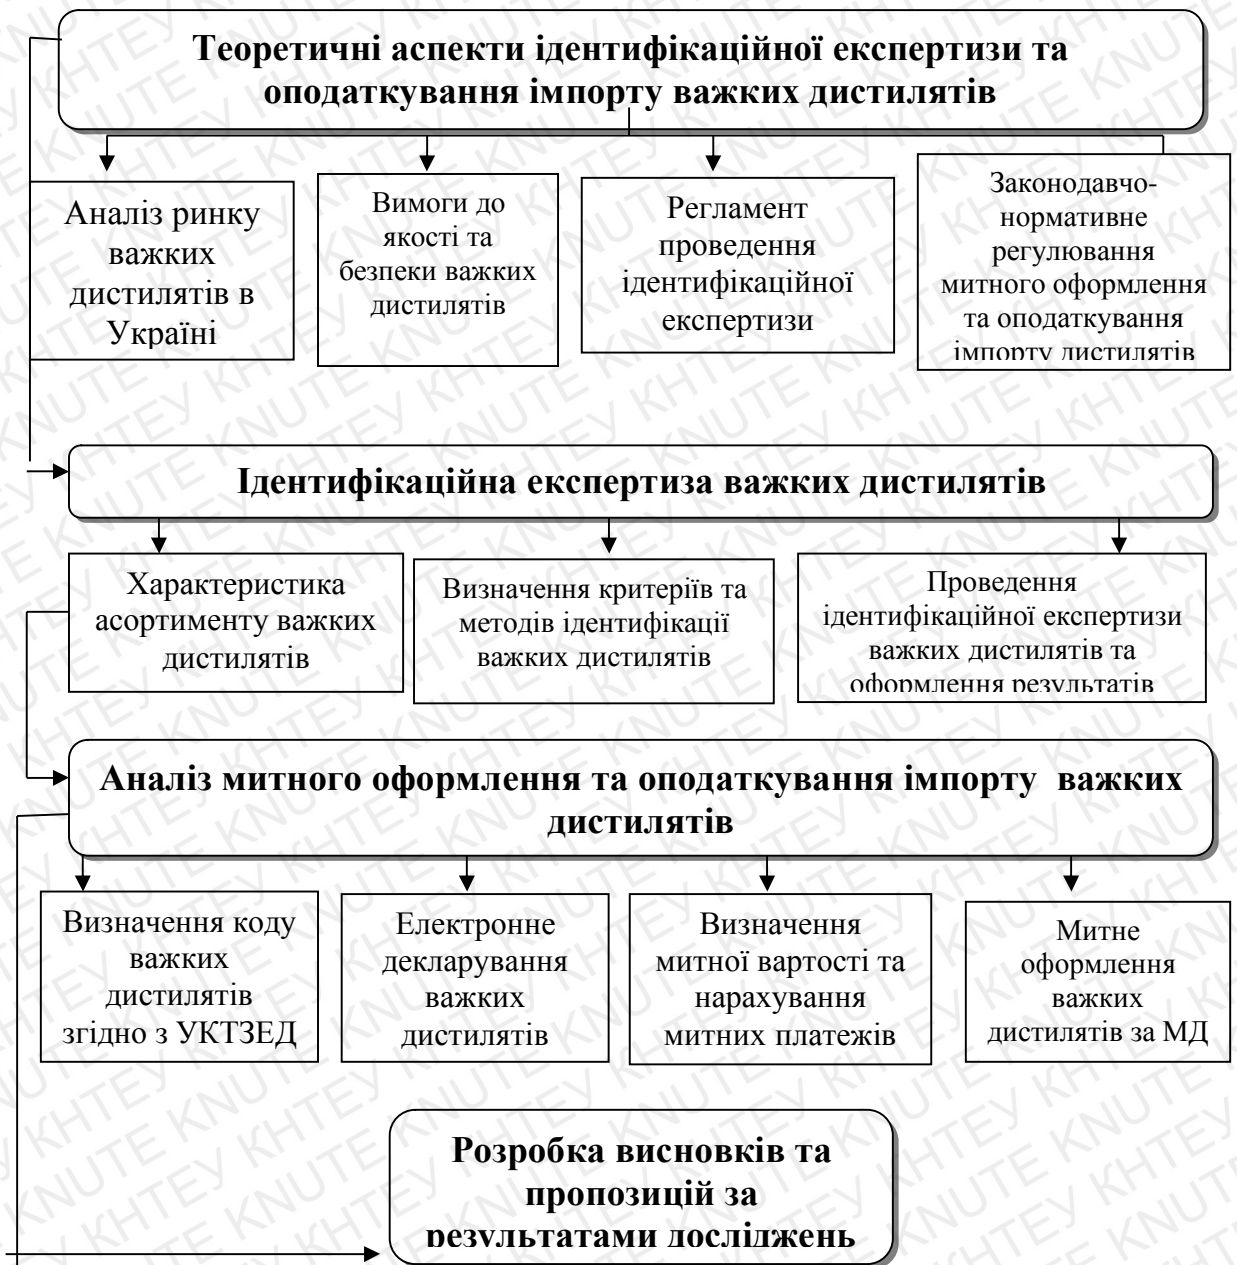 Теоретичні аспекти ідентифікаційної експертизи та
оподаткування імпорту важких дистилятів
Аналіз ринку
важких
дистилятів в
Україні
Вимоги до
якості та
безпеки важких
дистилятів
Регламент
проведення
ідентифікаційної
експертизи
Законодавчо-
нормативне
регулювання
митного оформлення
та оподаткування
імпорту дистилятів
Ідентифікаційна експертиза важких дистилятів
Характеристика
асортименту важких
дистилятів
Визначення критеріїв та
методів ідентифікації
важких дистилятів
Проведення
ідентифікаційної експертизи
важких дистилятів та
оформлення результатів
Аналіз митного оформлення та оподаткування імпорту важких
дистилятів
Визначення коду
важких
дистилятів
згідно з УКТЗЕД
Електронне
декларування
важких
дистилятів
Визначення
митної вартості та
нарахування
митних платежів
Митне
оформлення
важких
дистилятів за МД
Розробка висновків та
пропозицій за
результатами досліджень